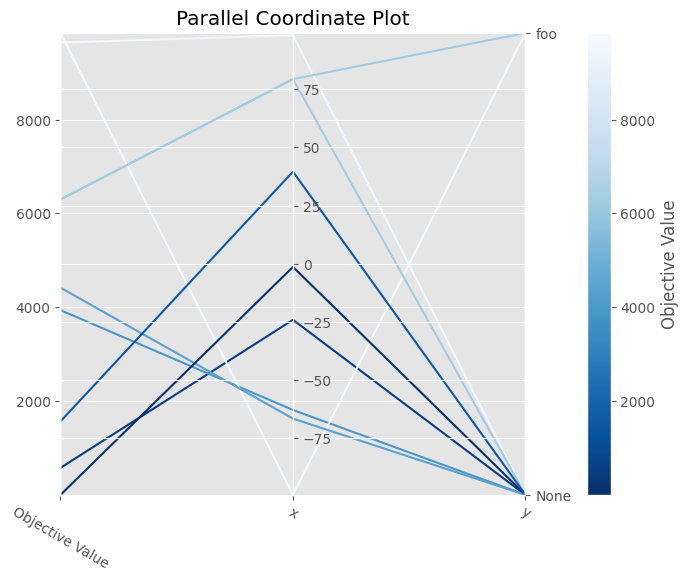 Parallel Coordinate Plot
foo
75
8000
8000
50
25
6000
6000
0
Objective Value
4000
4000
−25
−50
2000
2000
−75
None
Objective Value
x
y